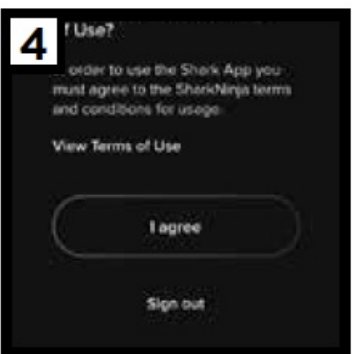 4
f Use?
order to use the Shark App you
must agree to the SharkNinja terms
and conditions for usage.
View Terms of Use
I agree
Sign out